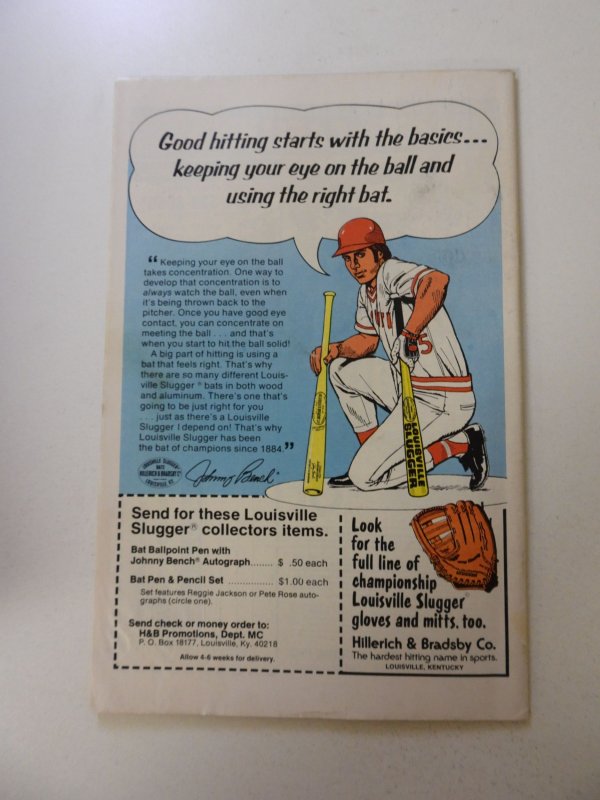 Good hitting starts with the basics...
keeping your eye on the ball and
using the right bat.
“Keeping your eye on the ball
takes concentration. One way to
develop that concentration is to
always watch the ball, even when
it's being thrown back to the
pitcher. Once you have good eye
contact, you can concentrate on
meeting the ball . . . and that's
when you start to hit the ball solid!
A big part of hitting is using a
bat that feels right. That's why
there are so many different Louis-
ville Slugger® bats in both wood
and aluminum. There's one that's
going to be just right for you
. . . just as there's a Louisville
Slugger I depend on! That's why
Louisville Slugger has been
the bat of champions since 1884.”
LOUISVILLE SLUGGER
BATS
HILLERICH & BRADSBY Co
LOUISVILLE, KY.
Johnny Bench
5
LOUISVILLE
SLUGGER
Send for these Louisville
Slugger® collectors items.
Bat Ballpoint Pen with
Johnny Bench® Autograph........ $ .50 each
Bat Pen & Pencil Set ................ $1.00 each
Set features Reggie Jackson or Pete Rose auto-
graphs (circle one).
Send check or money order to:
H&B Promotions, Dept. MC
P. O. Box 18177, Louisville, Ky. 40218
Allow 4-6 weeks for delivery.
Look
for the
full line of
championship
Louisville Slugger
gloves and mitts, too.
Hillerich & Bradsby Co.
The hardest hitting name in sports.
LOUISVILLE, KENTUCKY